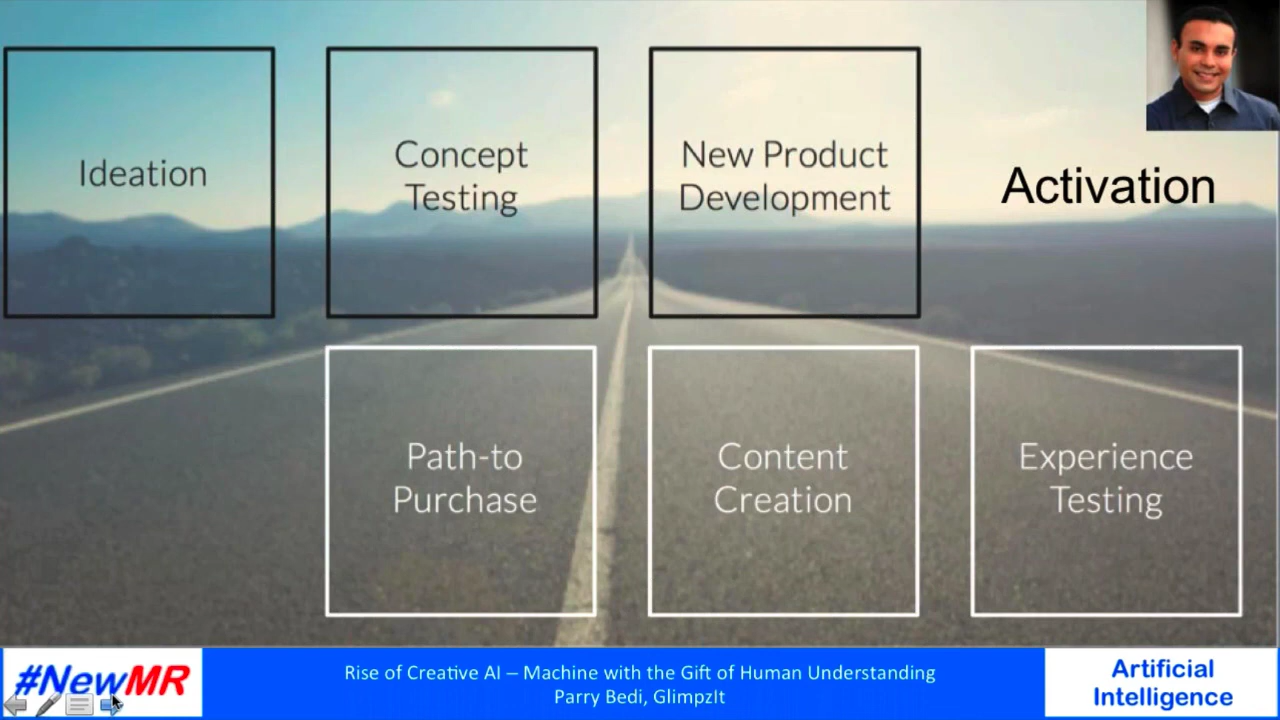 Ideation
Concept
Testing
New Product
Development
Activation
Path-to
Purchase
Content
Creation
Experience
Testing
#NewMR
Rise of Creative AI – Machine with the Gift of Human Understanding
Parry Bedi, GlimpzIt
Artificial
Intelligence